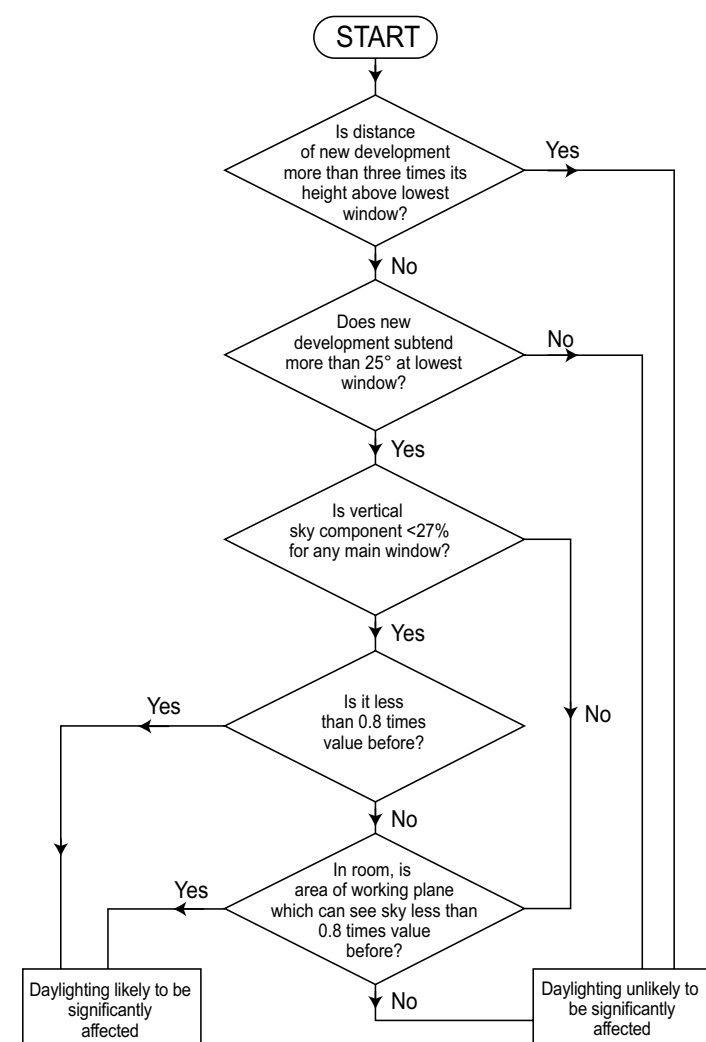 START
Is distance
of new development
more than three times its
height above lowest
window?
Yes
No
Does new
development subtend
more than 25° at lowest
window?
No
Yes
Is vertical
sky component <27%
for any main window?
Yes
No
Is it less
than 0.8 times
value before?
Yes
No
In room, is
area of working plane
which can see sky less than
0.8 times value
before?
Yes
No
Daylighting likely to be
significantly
affected
Daylighting unlikely to
be significantly
affected